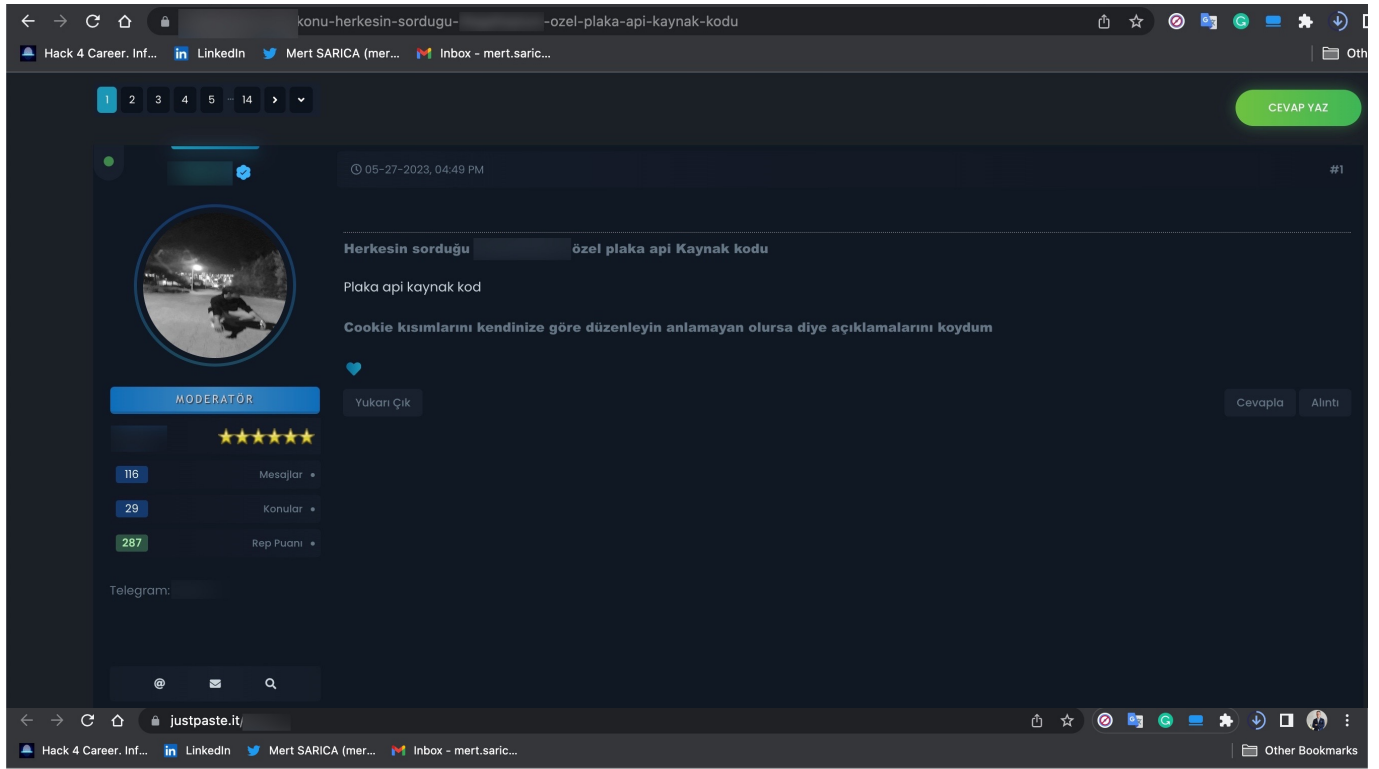 konu-herkesin-sordugu- -ozel-plaka-api-kaynak-kodu
Hack 4 Career. Inf... LinkedIn Mert SARICA (mer... Inbox - mert.saric... Oth
1 2 3 4 5 ... 14
CEVAP YAZ
05-27-2023, 04:49 PM #1
Herkesin sorduğu özel plaka api Kaynak kodu
Plaka api kaynak kod
Cookie kısımlarını kendinize göre düzenleyin anlamayan olursa diye açıklamalarını koydum
MODERATÖR
Yukarı Çık Cevapla Alıntı
116 Mesajlar
29 Konular
287 Rep Puanı
Telegram:
@
justpaste.it/
Hack 4 Career. Inf... LinkedIn Mert SARICA (mer... Inbox - mert.saric... Other Bookmarks